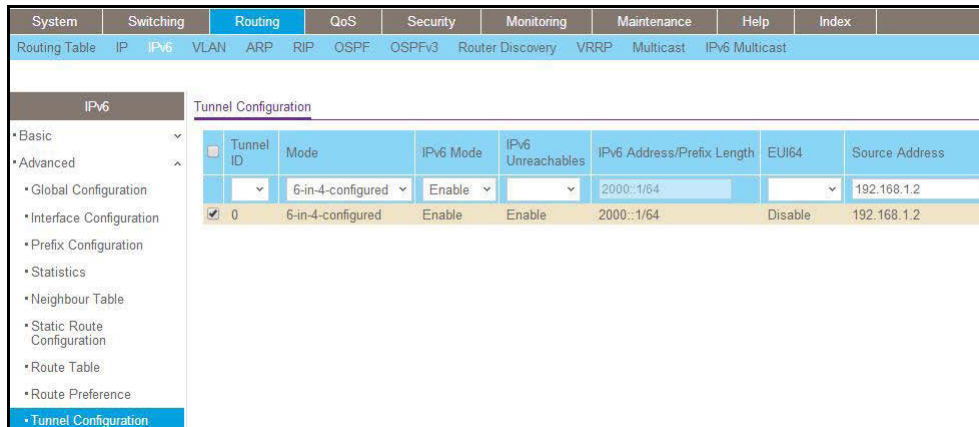 System Switching Routing QoS Security Monitoring Maintenance Help Index
Routing Table IP IPv6 VLAN ARP RIP OSPF OSPFv3 Router Discovery VRRP Multicast IPv6 Multicast
IPv6
Basic
Advanced
Global Configuration
Interface Configuration
Prefix Configuration
Statistics
Neighbour Table
Static Route
Configuration
Route Table
Route Preference
Tunnel Configuration
Tunnel Configuration
Tunnel ID Mode IPv6 Mode IPv6 Unreachables IPv6 Address/Prefix Length EUI64 Source Address
6-in-4-configured Enable 2000::1/64 192.168.1.2
0 6-in-4-configured Enable Enable 2000::1/64 Disable 192.168.1.2